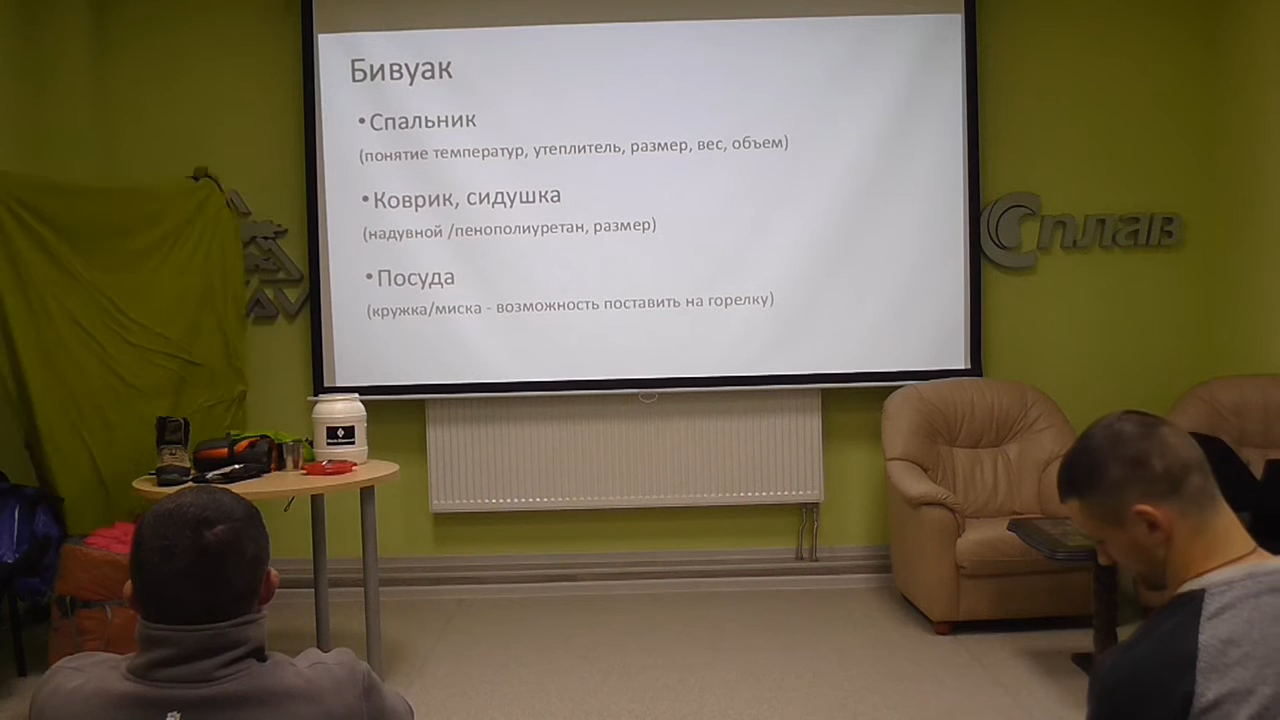 Бивуак
•Спальник
(понятие температур, утеплитель, размер, вес, объем)
•Коврик, сидушка
(надувной /пенополиуретан, размер)
•Посуда
(кружка/миска - возможность поставить на горелку)
Сплав